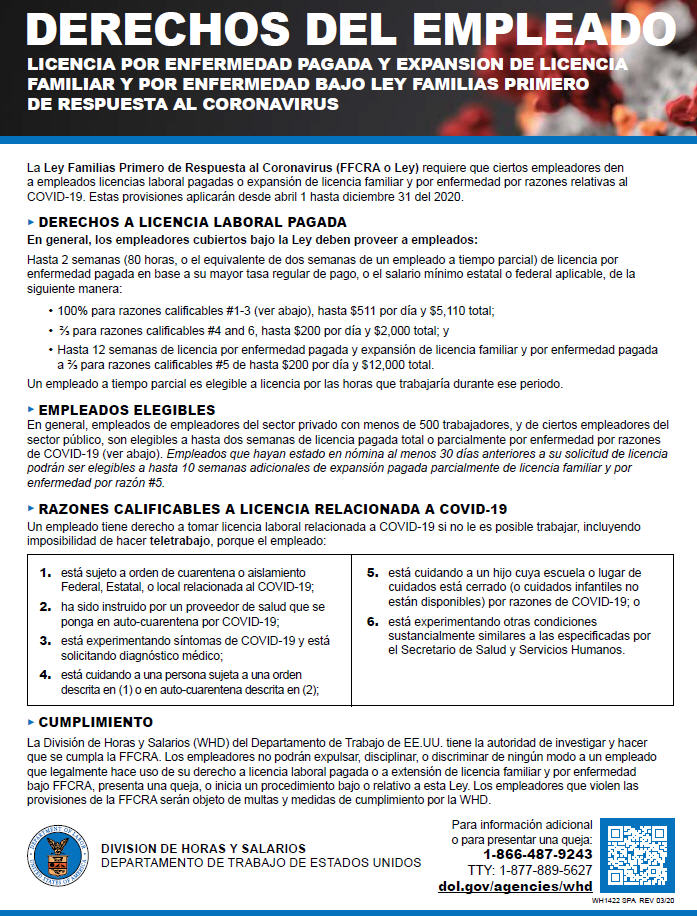 DERECHOS DEL EMPLEADO
LICENCIA POR ENFERMEDAD PAGADA Y EXPANSION DE LICENCIA
FAMILIAR Y POR ENFERMEDAD BAJO LEY FAMILIAS PRIMERO
DE RESPUESTA AL CORONAVIRUS
La Ley Familias Primero de Respuesta al Coronavirus (FFCRA o Ley) requiere que ciertos empleadores den
a empleados licencias laboral pagadas o expansión de licencia familiar y por enfermedad por razones relativas al
COVID-19. Estas provisiones aplicarán desde abril 1 hasta diciembre 31 del 2020.
▸ DERECHOS A LICENCIA LABORAL PAGADA
En general, los empleadores cubiertos bajo la Ley deben proveer a empleados:
Hasta 2 semanas (80 horas, o el equivalente de dos semanas de un empleado a tiempo parcial) de licencia por
enfermedad pagada en base a su mayor tasa regular de pago, o el salario mínimo estatal o federal aplicable, de la
siguiente manera:
• 100% para razones calificables #1-3 (ver abajo), hasta $511 por día y $5,110 total;
• ⅔ para razones calificables #4 and 6, hasta $200 por día y $2,000 total; y
• Hasta 12 semanas de licencia por enfermedad pagada y expansión de licencia familiar y por enfermedad pagada
a ⅔ para razones calificables #5 de hasta $200 por día y $12,000 total.
Un empleado a tiempo parcial es elegible a licencia por las horas que trabajaría durante ese periodo.
▸ EMPLEADOS ELEGIBLES
En general, empleados de empleadores del sector privado con menos de 500 trabajadores, y de ciertos empleadores del
sector público, son elegibles a hasta dos semanas de licencia pagada total o parcialmente por enfermedad por razones
de COVID-19 (ver abajo). Empleados que hayan estado en nómina al menos 30 días anteriores a su solicitud de licencia
podrán ser elegibles a hasta 10 semanas adicionales de expansión pagada parcialmente de licencia familiar y por
enfermedad por razón #5.
▸ RAZONES CALIFICABLES A LICENCIA RELACIONADA A COVID-19
Un empleado tiene derecho a tomar licencia laboral relacionada a COVID-19 si no le es posible trabajar, incluyendo
imposibilidad de hacer teletrabajo, porque el empleado:
1. está sujeto a orden de cuarentena o aislamiento
Federal, Estatal, o local relacionada al COVID-19;
2. ha sido instruido por un proveedor de salud que se
ponga en auto-cuarentena por COVID-19;
3. está experimentando síntomas de COVID-19 y está
solicitando diagnóstico médico;
4. está cuidando a una persona sujeta a una orden
descrita en (1) o en auto-cuarentena descrita en (2);
5. está cuidando a un hijo cuya escuela o lugar de
cuidados está cerrado (o cuidados infantiles no
están disponibles) por razones de COVID-19; o
6. está experimentando otras condiciones
sustancialmente similares a las especificadas por
el Secretario de Salud y Servicios Humanos.
▸ CUMPLIMIENTO
La División de Horas y Salarios (WHD) del Departamento de Trabajo de EE.UU. tiene la autoridad de investigar y hacer
que se cumpla la FFCRA. Los empleadores no podrán expulsar, disciplinar, o discriminar de ningún modo a un empleado
que legalmente hace uso de su derecho a licencia laboral pagada o a extensión de licencia familiar y por enfermedad
bajo FFCRA, presenta una queja, o inicia un procedimiento bajo o relativo a esta Ley. Los empleadores que violen las
provisiones de la FFCRA serán objeto de multas y medidas de cumplimiento por la WHD.
DEPARTMENT OF LABOR
UNITED STATES OF AMERICA
DIVISION DE HORAS Y SALARIOS
DEPARTAMENTO DE TRABAJO DE ESTADOS UNIDOS
Para información adicional
o para presentar una queja:
1-866-487-9243
TTY: 1-877-889-5627
dol.gov/agencies/whd
WH1422 SPA REV 03/20